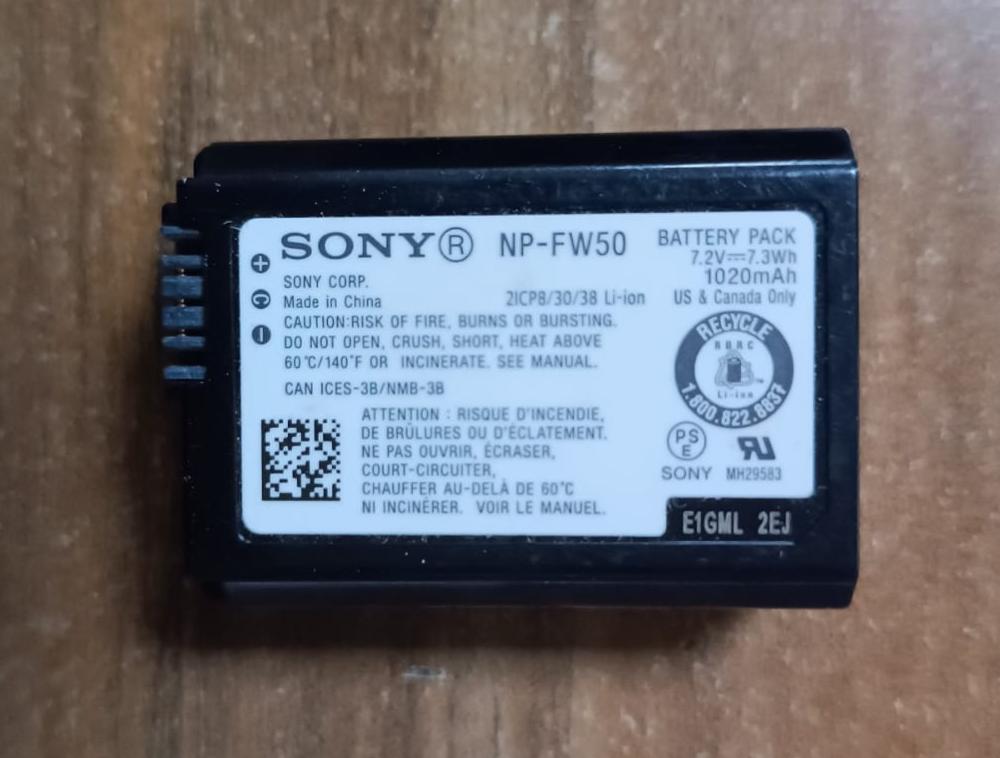 SONY® NP-FW50
BATTERY PACK
7.2V⎓7.3Wh
1020mAh
US & Canada Only
SONY CORP.
Made in China 2ICP8/30/38 Li-ion
CAUTION:RISK OF FIRE, BURNS OR BURSTING.
DO NOT OPEN, CRUSH, SHORT, HEAT ABOVE
60℃/140℉ OR INCINERATE. SEE MANUAL.
CAN ICES-3B/NMB-3B
ATTENTION : RISQUE D'INCENDIE,
DE BRÛLURES OU D'ÉCLATEMENT.
NE PAS OUVRIR, ÉCRASER,
COURT-CIRCUITER,
CHAUFFER AU-DELÀ DE 60℃
NI INCINÉRER. VOIR LE MANUEL.
RECYCLE
RBRC
Li-ion
1.800.822.8837
PS
E
SONY
MH29583
E1GML 2EJ